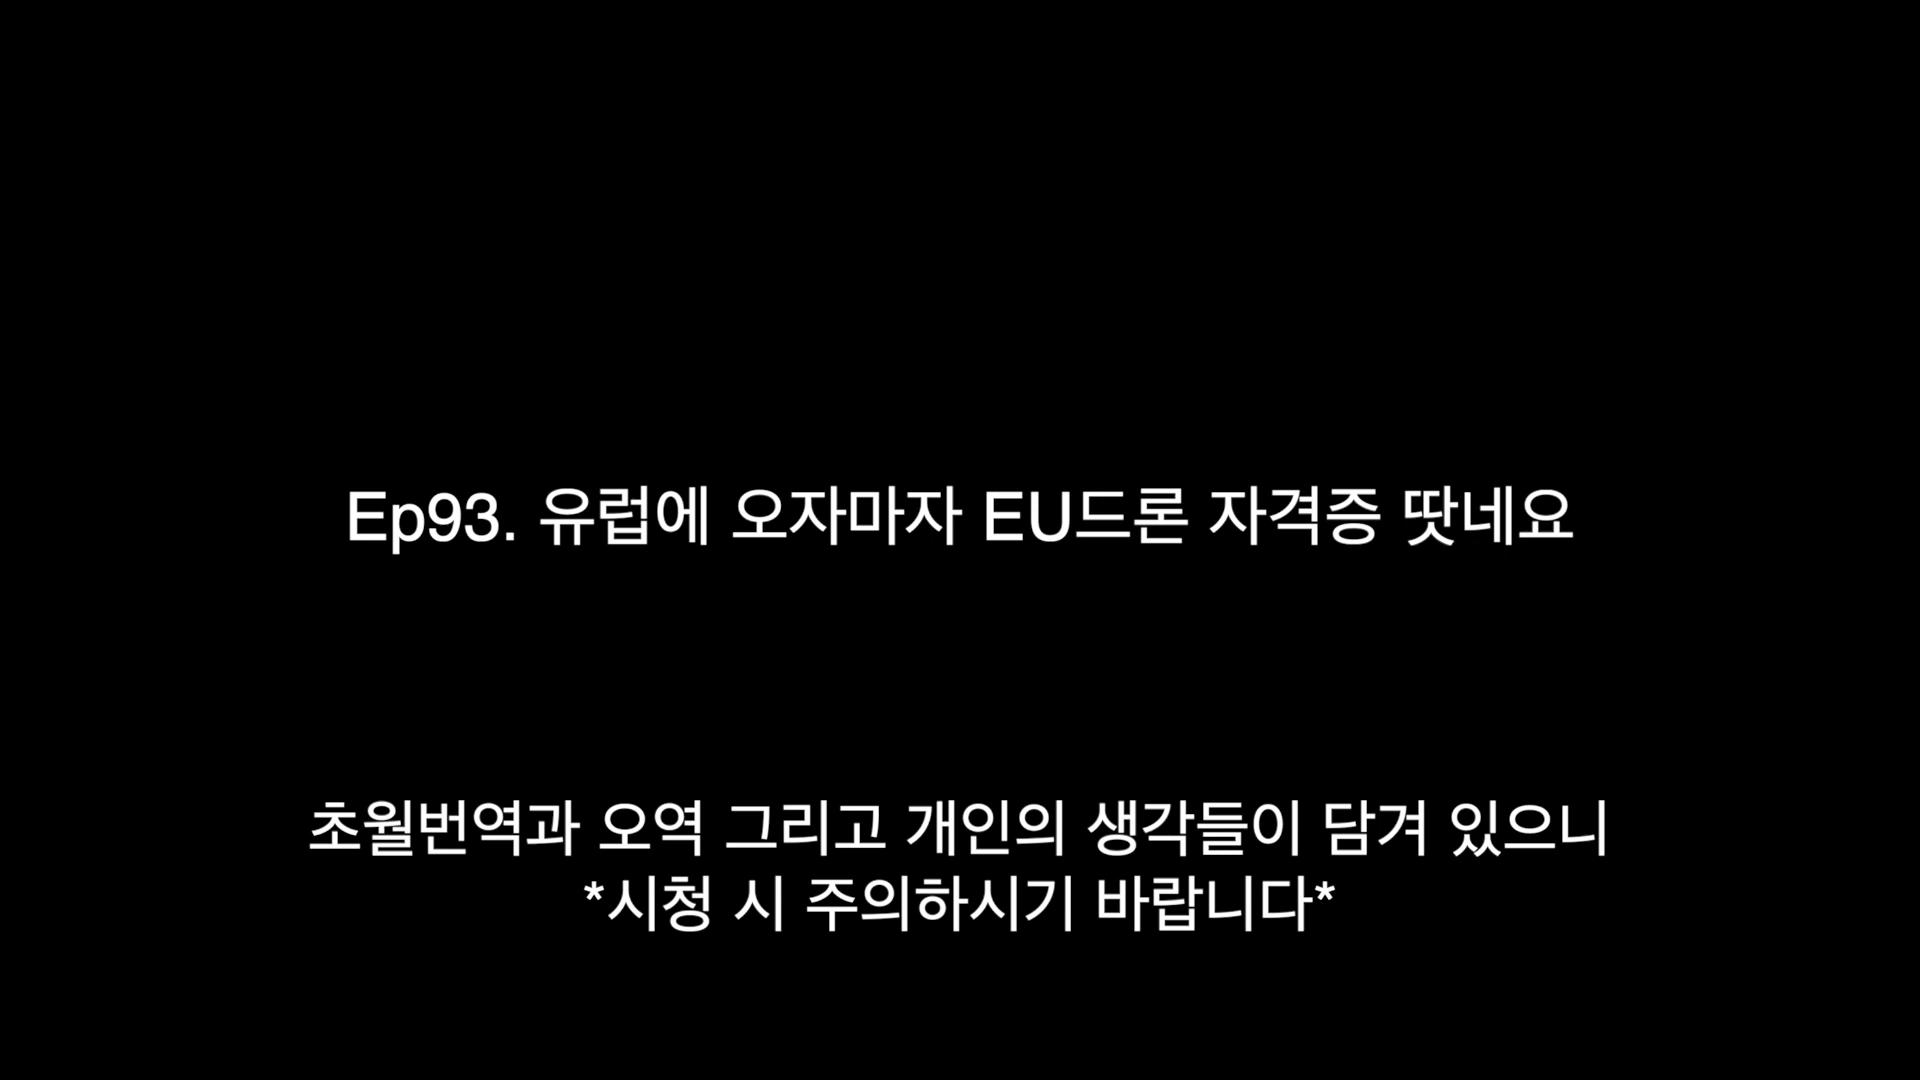 Ep93. 유럽에 오자마자 EU드론 자격증 땃네요
초월번역과 오역 그리고 개인의 생각들이 담겨 있으니
*시청 시 주의하시기 바랍니다*